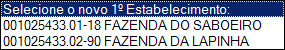 Selecione o novo 1º Estabelecimento:
001025433.01-18 FAZENDA DO SABOEIRO
001025433.02-90 FAZENDA DA LAPINHA